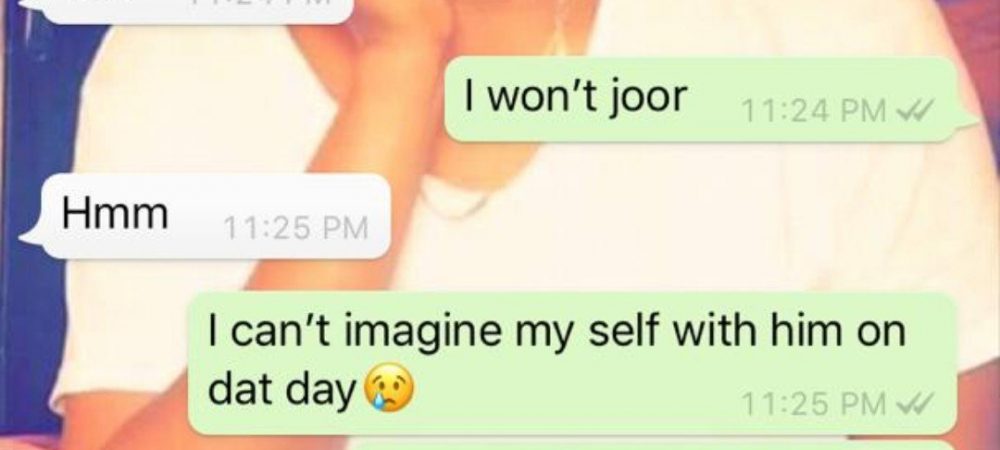 I won't joor 11:24 PM
Hmm 11:25 PM
I can't imagine my self with him on
dat day😢 11:25 PM